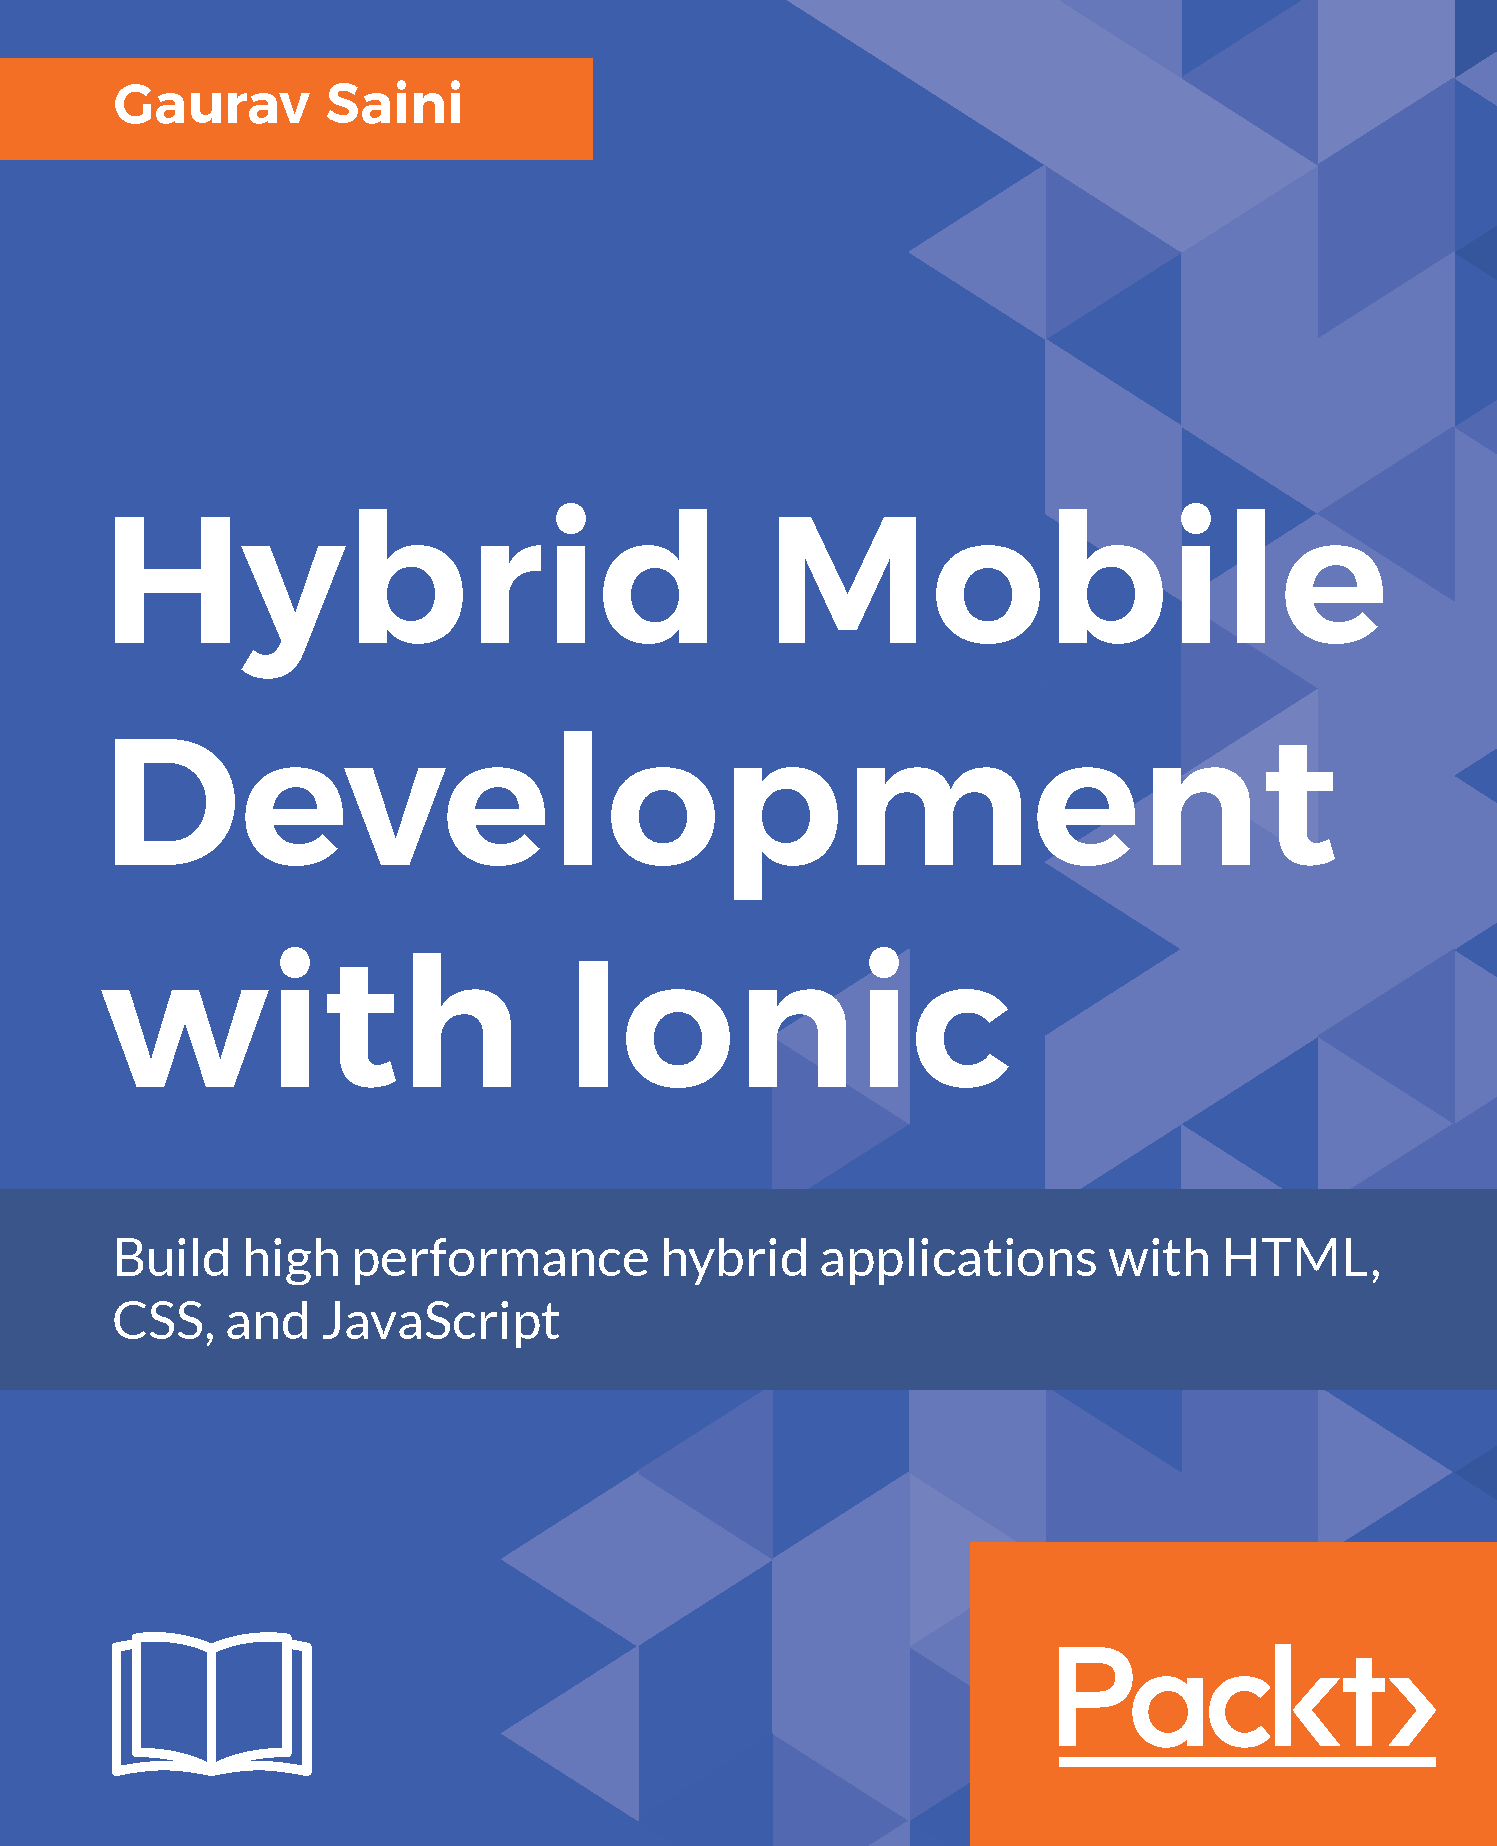 Gaurav Saini
Hybrid Mobile
Development
with Ionic
Build high performance hybrid applications with HTML,
CSS, and JavaScript
Packt